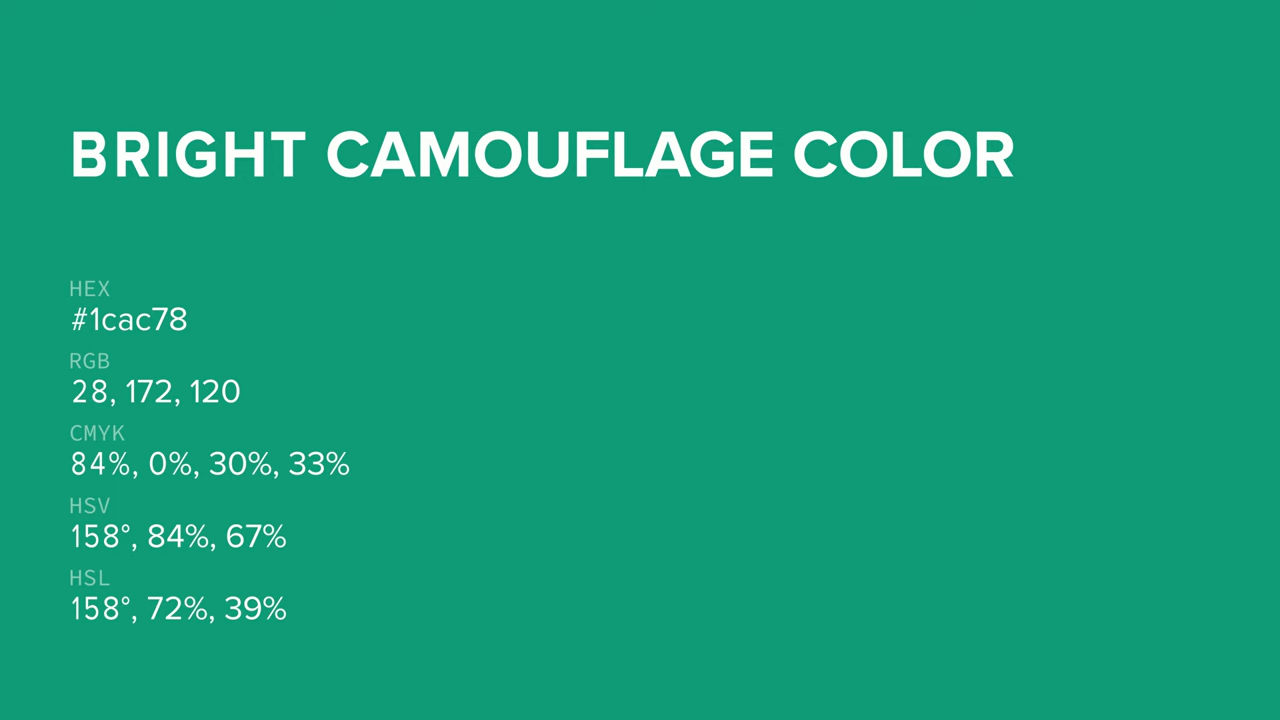 BRIGHT CAMOUFLAGE COLOR
HEX
#1cac78
RGB
28, 172, 120
CMYK
84%, 0%, 30%, 33%
HSV
158°, 84%, 67%
HSL
158°, 72%, 39%